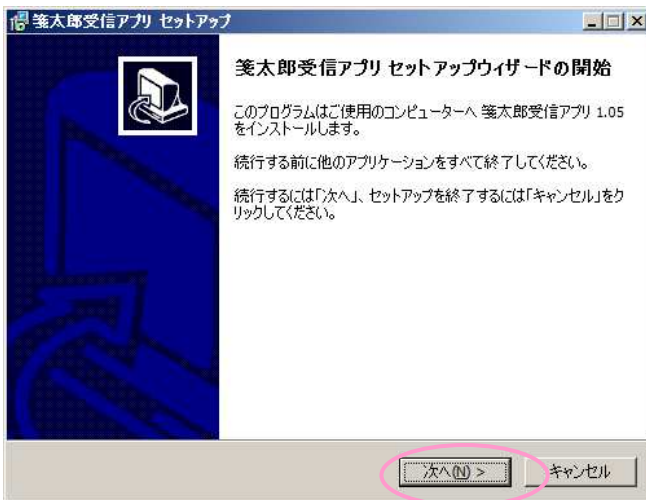 箋太郎受信アプリ セットアップ
箋太郎受信アプリ セットアップウィザードの開始
このプログラムはご使用のコンピューターへ 箋太郎受信アプリ 1.05
をインストールします。
続行する前に他のアプリケーションをすべて終了してください。
続行するには「次へ」、セットアップを終了するには「キャンセル」をク
リックしてください。
次へ(N) >
キャンセル